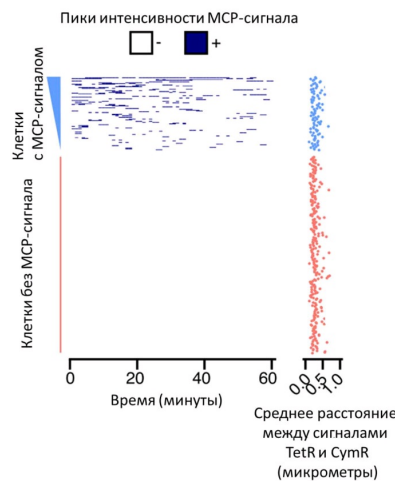 Пики интенсивности MCP-сигнала
- +
Клетки
с MCP-сигналом
Клетки без MCP-сигнала
0 20 40 60
Время (минуты)
0.0 0.5 1.0
Среднее расстояние
между сигналами
TetR и CymR
(микрометры)